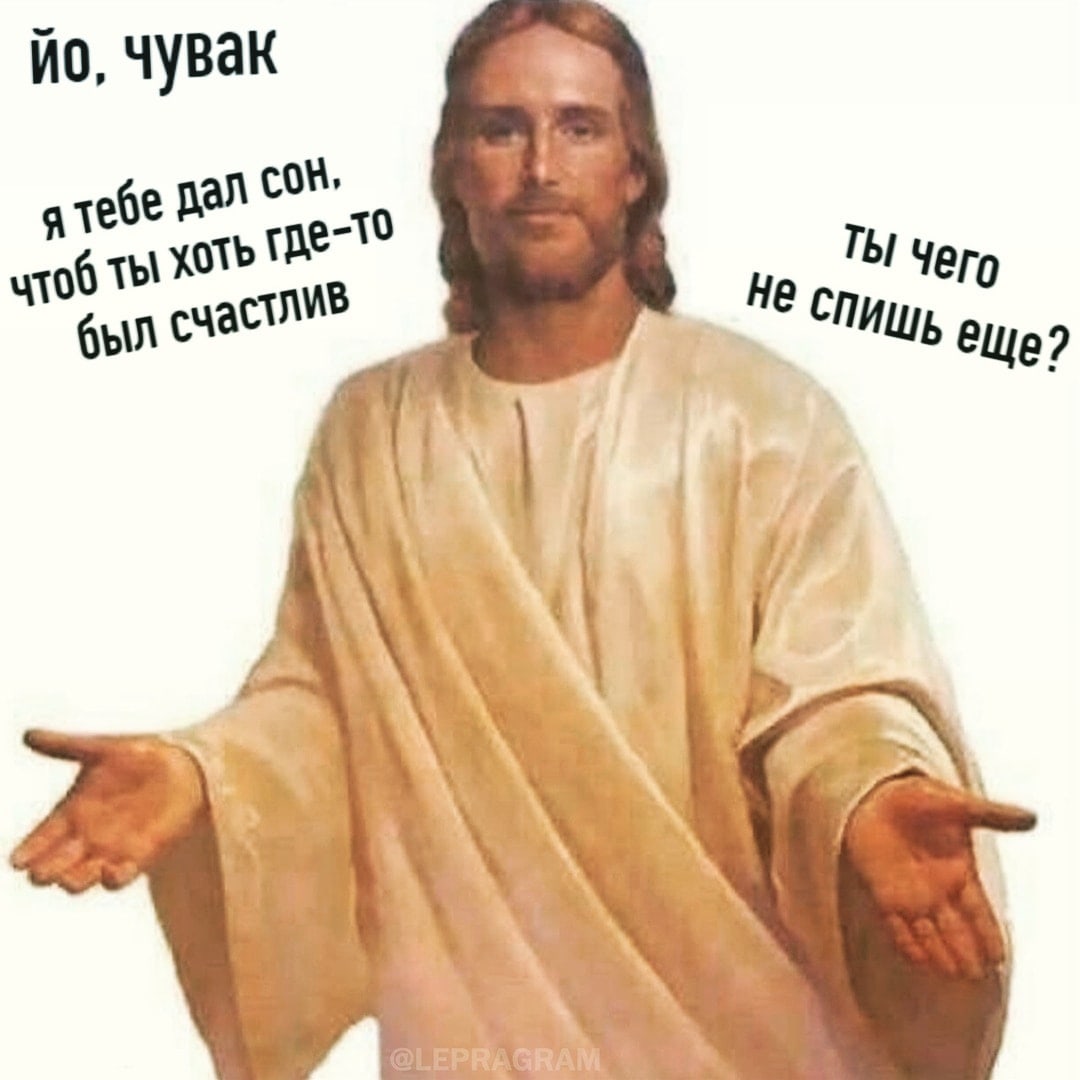 йо, чувак
я тебе дал сон,
чтоб ты хоть где-то
был счастлив
ты чего
не спишь еще?
@LEPRAGRAM